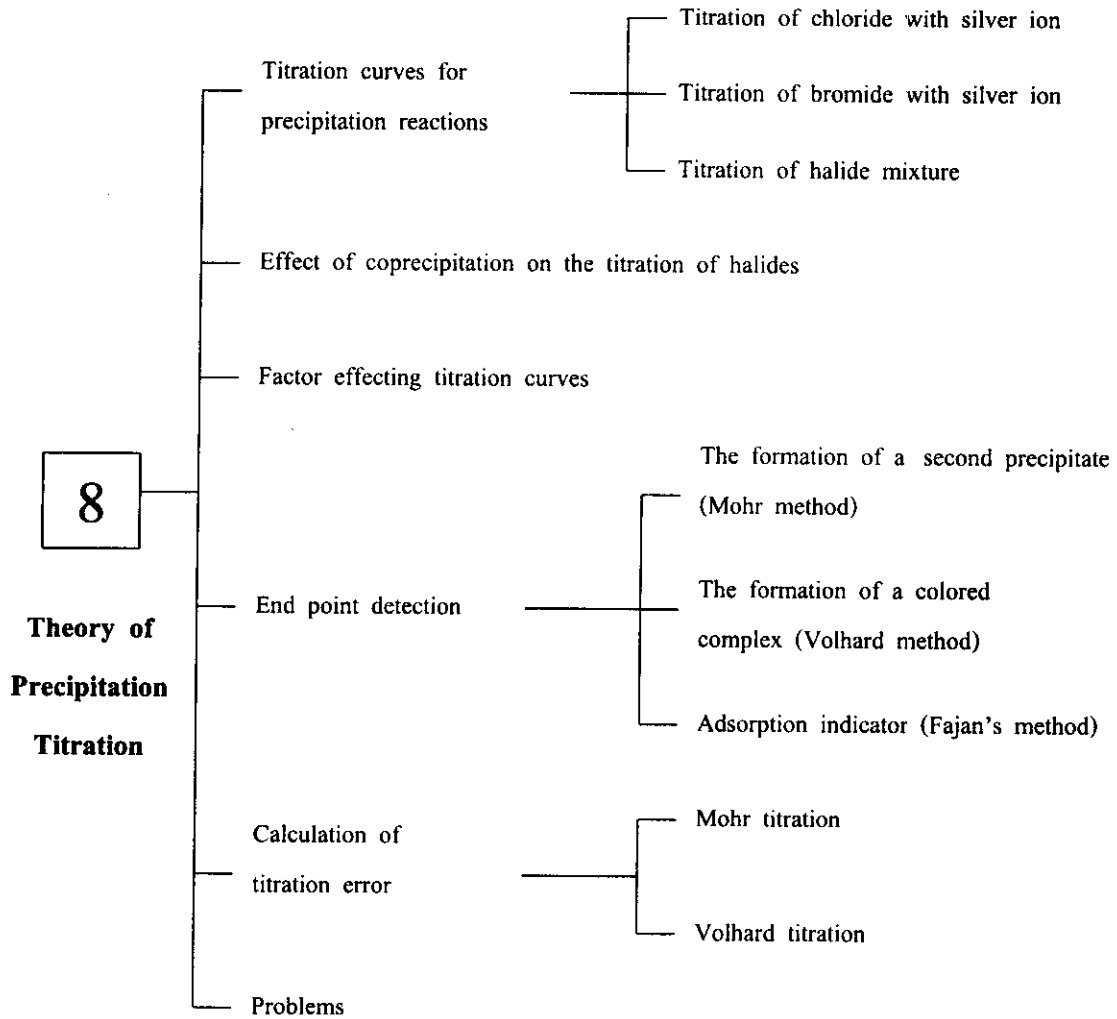 8
Theory of
Precipitation
Titration
Titration curves for
precipitation reactions
Titration of chloride with silver ion
Titration of bromide with silver ion
Titration of halide mixture
Effect of coprecipitation on the titration of halides
Factor effecting titration curves
End point detection
The formation of a second precipitate
(Mohr method)
The formation of a colored
complex (Volhard method)
Adsorption indicator (Fajan's method)
Calculation of
titration error
Mohr titration
Volhard titration
Problems